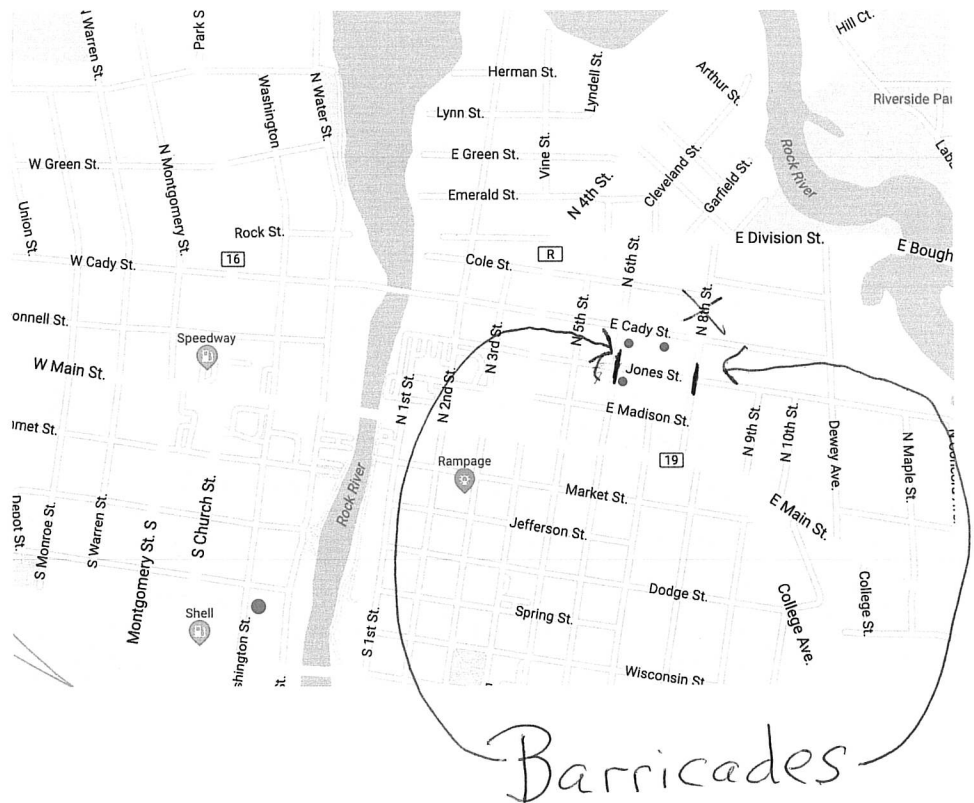 N Warren St.
Park S
Hill Ct.
Washington
N Water St.
Herman St.
Lyndell St.
Arthur St.
Riverside Par
Lynn St.
N Montgomery St.
Vine St.
E Green St.
W Green St.
Rock River
Emerald St.
N 4th St.
Cleveland St.
Garfield St.
Union St.
Rock St.
E Division St.
R
16
E Bough
W Cady St.
Cole St.
N 6th St.
N 8th St.
N 5th St.
E Cady St.
onnell St.
Speedway
N 3rd St.
W Main St.
Jones St.
N 1st St.
N 2nd St.
E Madison St.
N 9th St.
N 10th St.
Dewey Ave.
N Maple St.
Rampage
19
Rock River
Market St.
E Main St.
S Church St.
Jefferson St.
S Monroe St.
S Warren St.
Montgomery St. S
Dodge St.
College Ave.
College St.
Shell
Spring St.
S 1st St.
shington St.
Wisconsin St
Barricades